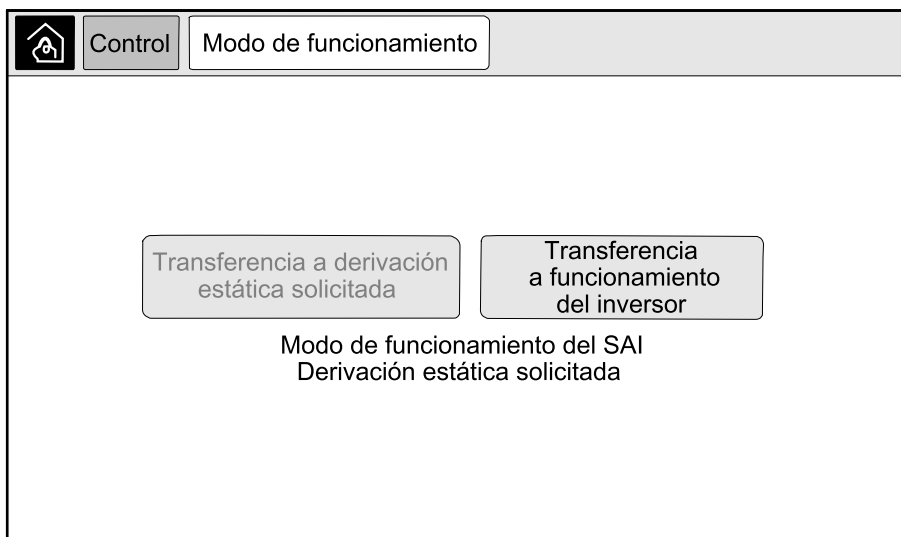 Control
Modo de funcionamiento
Transferencia a derivación
estática solicitada
Transferencia
a funcionamiento
del inversor
Modo de funcionamiento del SAI
Derivación estática solicitada